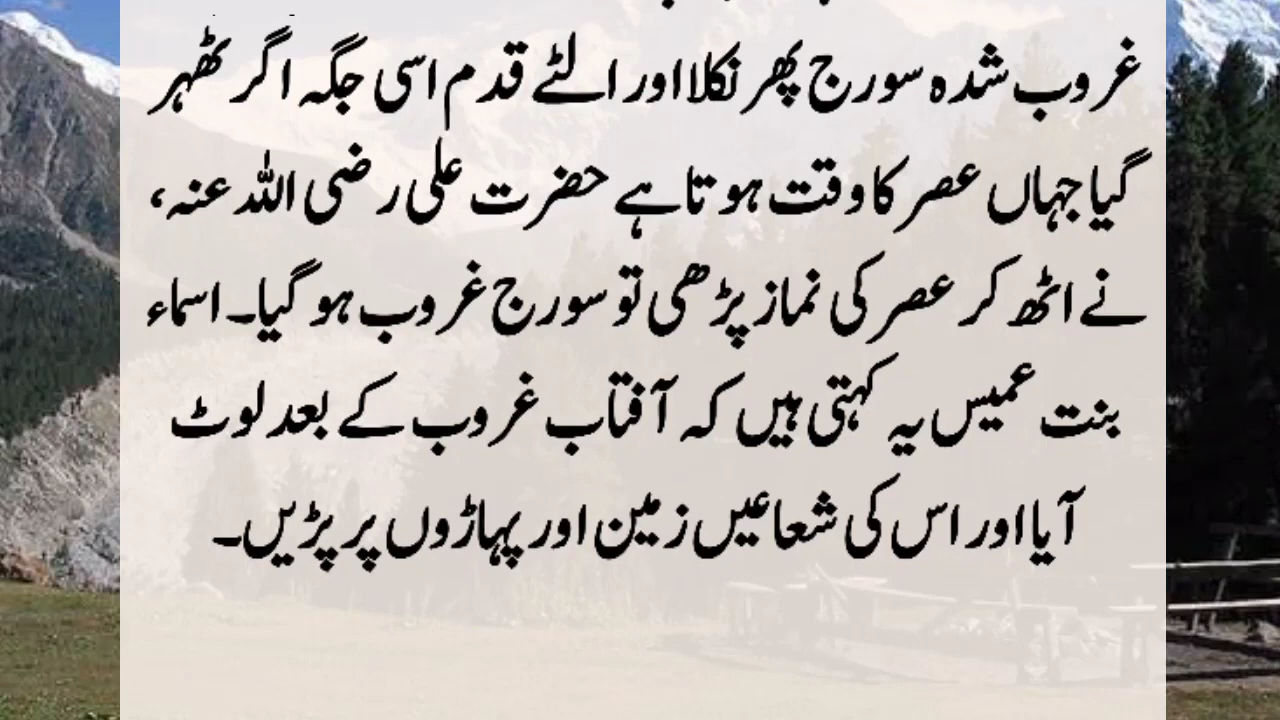 غروب شدہ سورج پھر نکلا اور الٹے قدم اسی جگہ اگر ٹھہر
گیا جہاں عصر کا وقت ہوتا ہے حضرت علی رضی اللہ عنہ،
نے اٹھ کر عصر کی نماز پڑھی تو سورج غروب ہو گیا۔ اسماء
بنت عمیس یہ کہتی ہیں کہ آفتاب غروب کے بعد لوٹ
آیا اور اس کی شعاعیں زمین اور پہاڑوں پر پڑیں۔